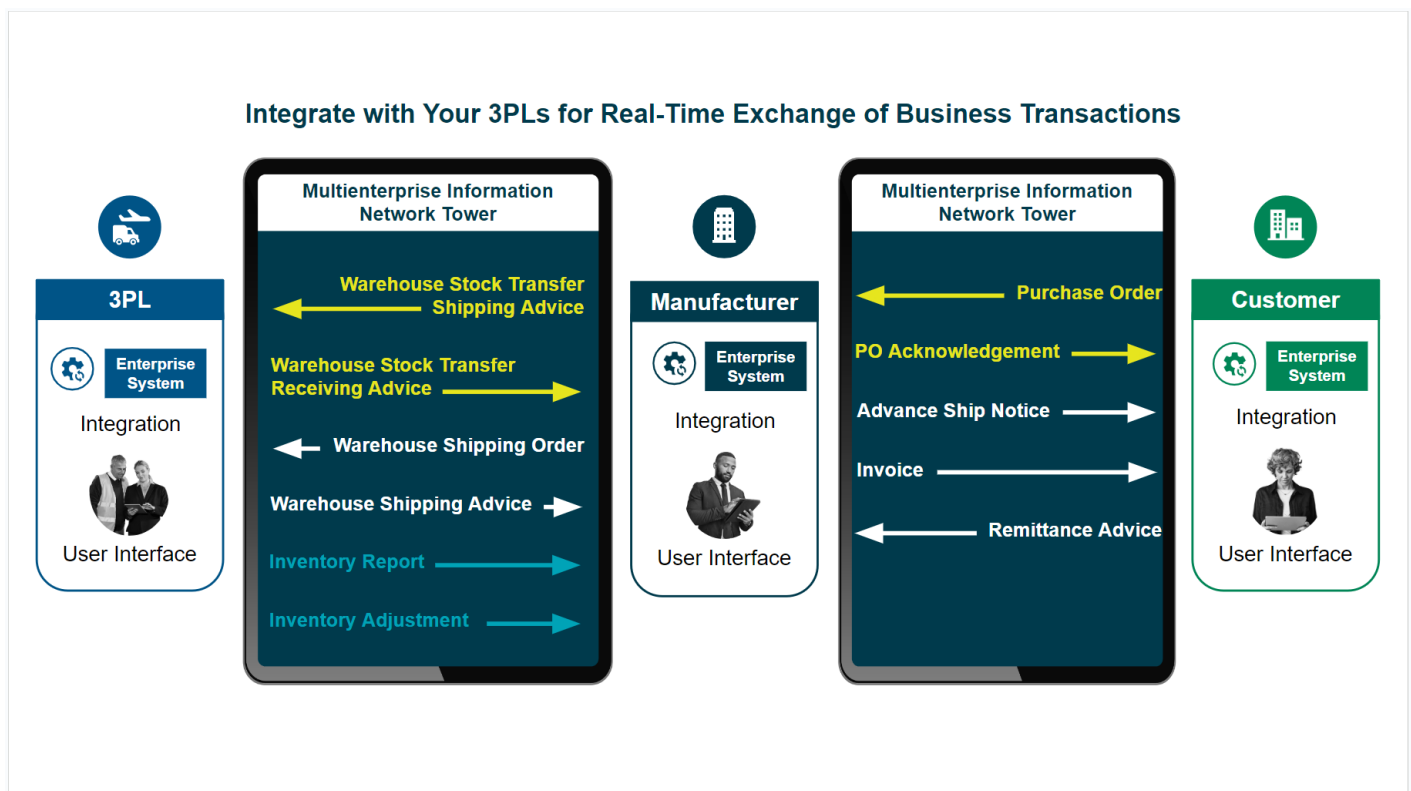 Integrate with Your 3PLs for Real-Time Exchange of Business Transactions
3PL
Enterprise
System
Integration
User Interface
Multienterprise Information
Network Tower
Warehouse Stock Transfer
Shipping Advice
Warehouse Stock Transfer
Receiving Advice
Warehouse Shipping Order
Warehouse Shipping Advice
Inventory Report
Inventory Adjustment
Manufacturer
Enterprise
System
Integration
User Interface
Multienterprise Information
Network Tower
Purchase Order
PO Acknowledgement
Advance Ship Notice
Invoice
Remittance Advice
Customer
Enterprise
System
Integration
User Interface